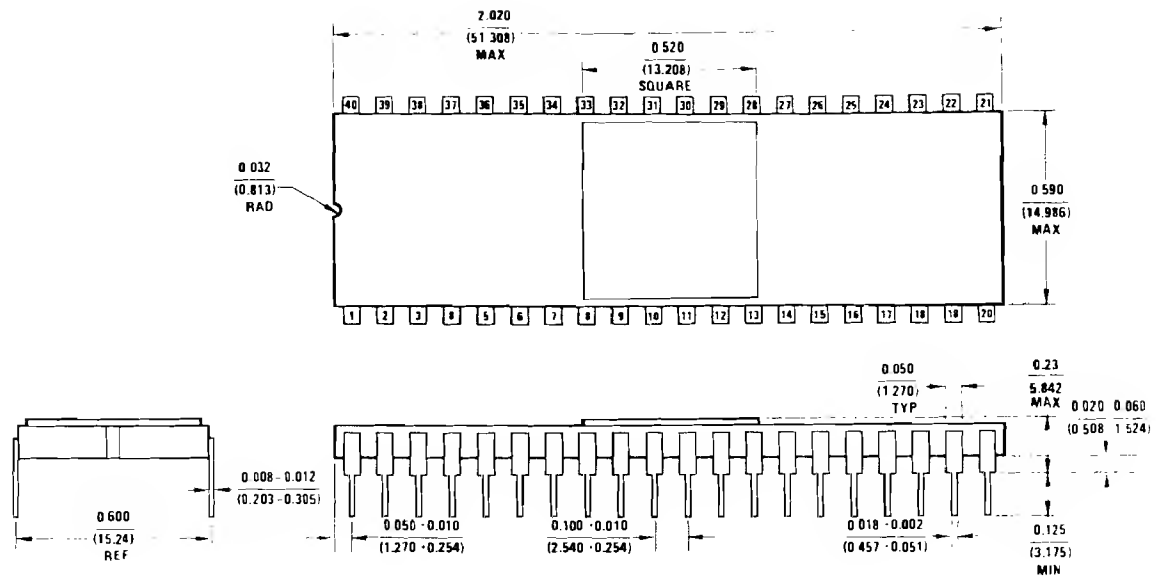 2.020
(51.308)
MAX
0.520
(13.208)
SQUARE
40 39 38 37 36 35 34 33 32 31 30 29 28 27 26 25 24 23 22 21
0.032
(0.813)
RAD
0.590
(14.986)
MAX
1 2 3 8 5 6 7 8 9 10 11 12 13 14 15 16 17 18 19 20
0.050
(1.270)
TYP
0.23
5.842
MAX
0.020 0.060
(0.508 1.524)
0.008-0.012
(0.203-0.305)
0.600
(15.24)
REF
0.050 -0.010
(1.270 +0.254)
0.100 -0.010
(2.540 -0.254)
0.018 -0.002
(0.457 -0.051)
0.125
(3.175)
MIN